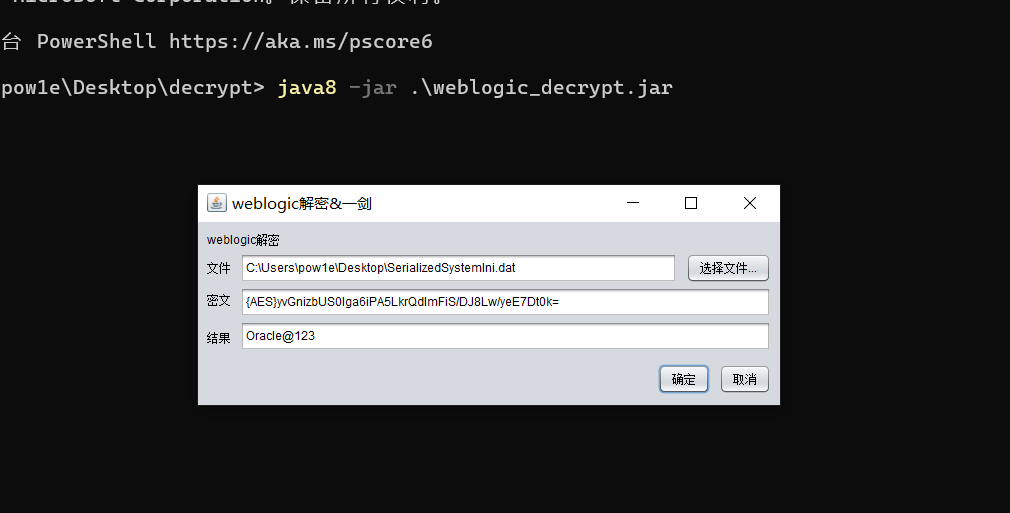 Microsoft Corporation。保留所有权利。
台 PowerShell https://aka.ms/pscore6
pow1e\Desktop\decrypt> java8 -jar .\weblogic_decrypt.jar
weblogic解密&一剑
weblogic解密
文件 C:\Users\pow1e\Desktop\SerializedSystemIni.dat 选择文件...
密文 {AES}yvGnizbUS0lga6iPA5LkrQdImFiS/DJ8Lw/yeE7Dt0k=
结果 Oracle@123
确定 取消